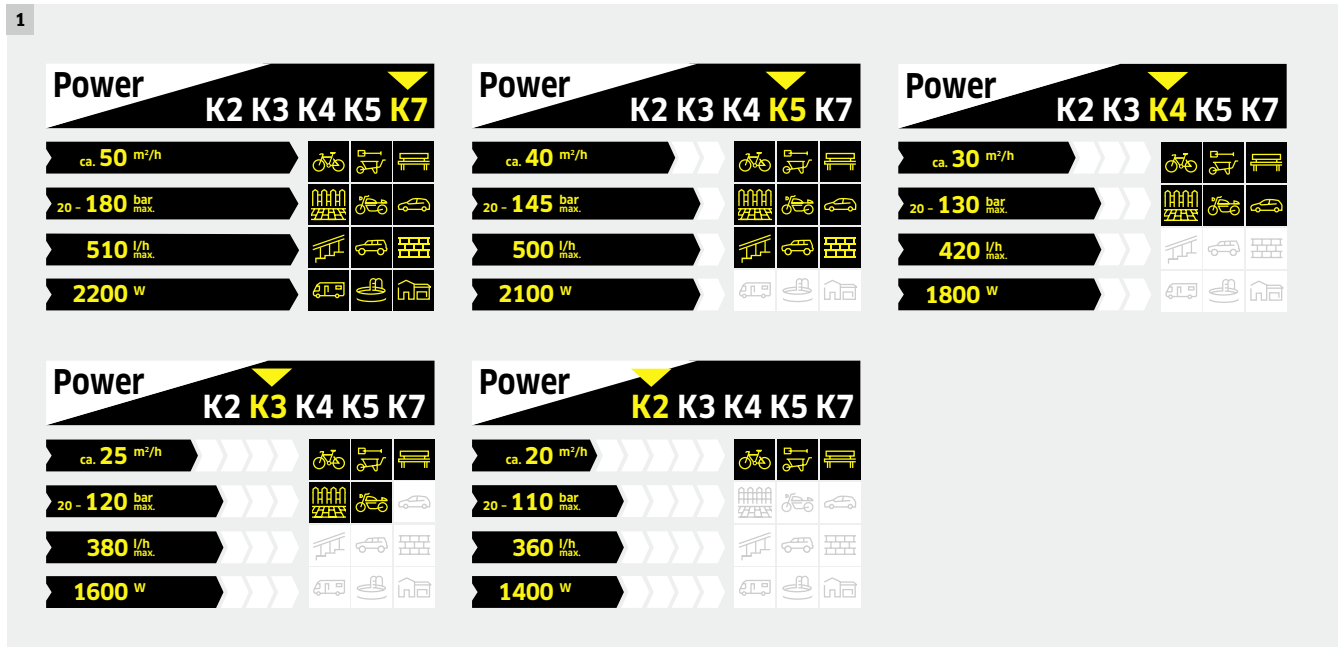 1
Power
K2 K3 K4 K5 K7
ca. 50 m²/h
20 – 180 bar max.
510 l/h max.
2200 W
Power
K2 K3 K4 K5 K7
ca. 40 m²/h
20 – 145 bar max.
500 l/h max.
2100 W
Power
K2 K3 K4 K5 K7
ca. 30 m²/h
20 – 130 bar max.
420 l/h max.
1800 W
Power
K2 K3 K4 K5 K7
ca. 25 m²/h
20 – 120 bar max.
380 l/h max.
1600 W
Power
K2 K3 K4 K5 K7
ca. 20 m²/h
20 – 110 bar max.
360 l/h max.
1400 W